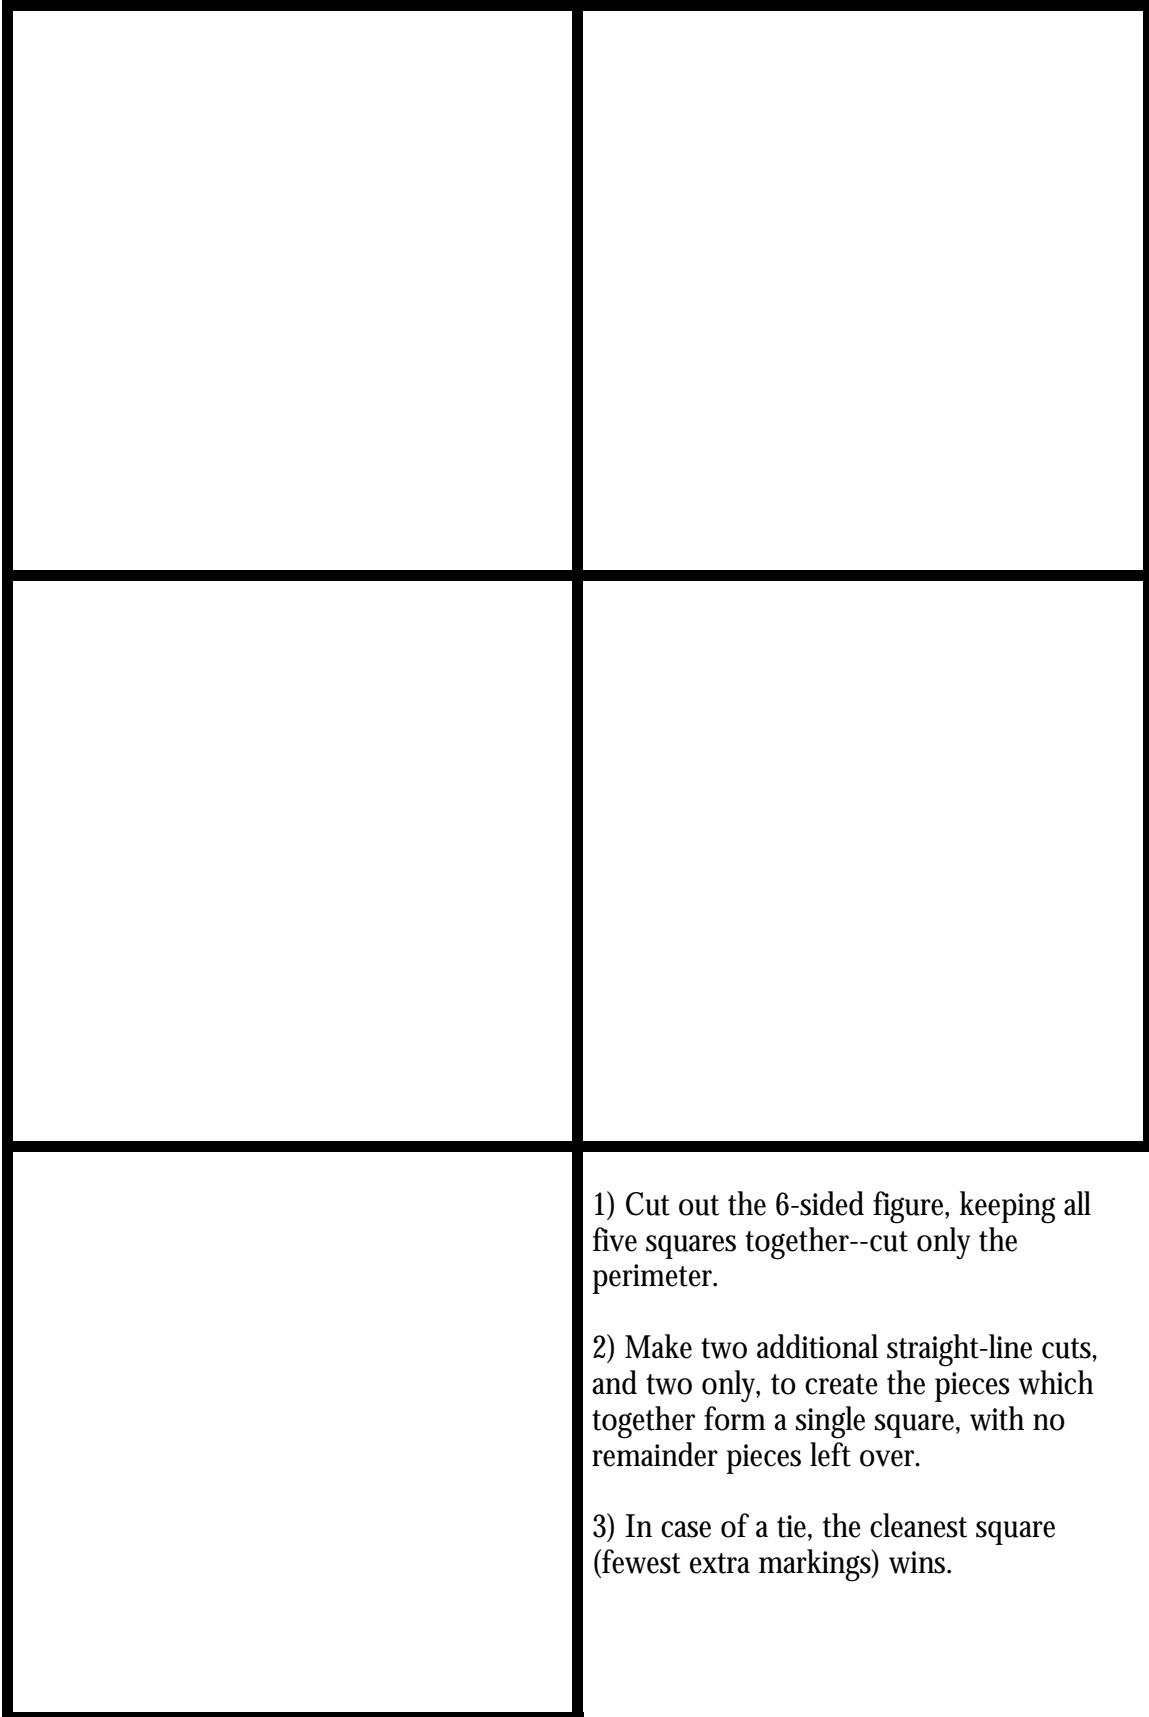 1) Cut out the 6-sided figure, keeping all
five squares together--cut only the
perimeter.
2) Make two additional straight-line cuts,
and two only, to create the pieces which
together form a single square, with no
remainder pieces left over.
3) In case of a tie, the cleanest square
(fewest extra markings) wins.